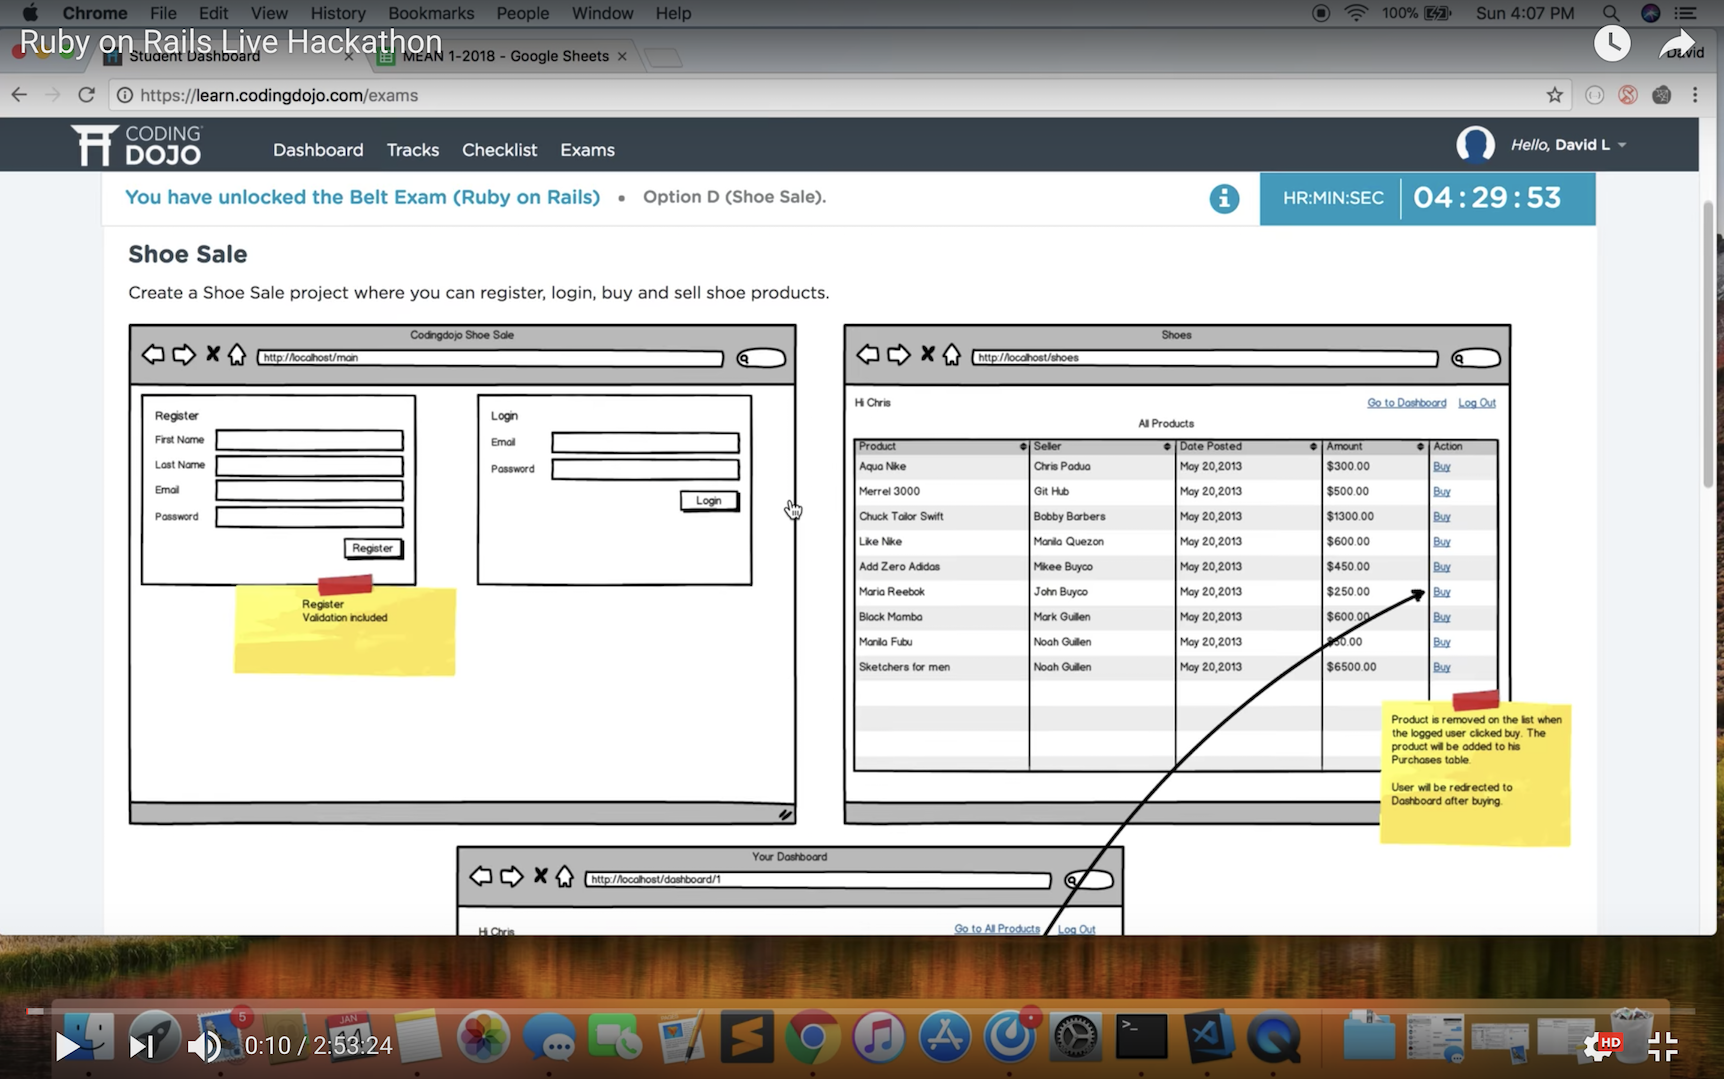 Chrome File Edit View History Bookmarks People Window Help 100% Sun 4:07 PM
Ruby on Rails Live Hackathon
Student Dashboard MEAN 1-2018 - Google Sheets David
https://learn.codingdojo.com/exams
CODING DOJO Dashboard Tracks Checklist Exams Hello, David L
You have unlocked the Belt Exam (Ruby on Rails) • Option D (Shoe Sale). HR:MIN:SEC 04:29:53
Shoe Sale
Create a Shoe Sale project where you can register, login, buy and sell shoe products.
Codingdojo Shoe Sale
http://localhost/main
Register
First Name
Last Name
Email
Password
Register
Login
Email
Password
Login
Register
Validation included
Shoes
http://localhost/shoes
Hi Chris Go to Dashboard Log Out
All Products
Product Seller Date Posted Amount Action
Aqua Nike Chris Padua May 20,2013 $300.00 Buy
Merrel 3000 Git Hub May 20,2013 $500.00 Buy
Chuck Tailor Swift Bobby Barbers May 20,2013 $1300.00 Buy
Like Nike Manila Quezon May 20,2013 $600.00 Buy
Add Zero Adidas Mikee Buyco May 20,2013 $450.00 Buy
Maria Reebok John Buyco May 20,2013 $250.00 Buy
Black Mamba Mark Guillen May 20,2013 $600.00 Buy
Manila Fubu Noah Guillen May 20,2013 Buy
Sketchers for men Noah Guillen May 20,2013 $6500.00 Buy
Product is removed on the list when
the logged user clicked buy. The
product will be added to his
Purchases table.
User will be redirected to
Dashboard after buying.
Your Dashboard
http://localhost/dashboard/1
Hi Chris Go to All Products Log Out
5 JAN
0:10 / 2:53:24 HD